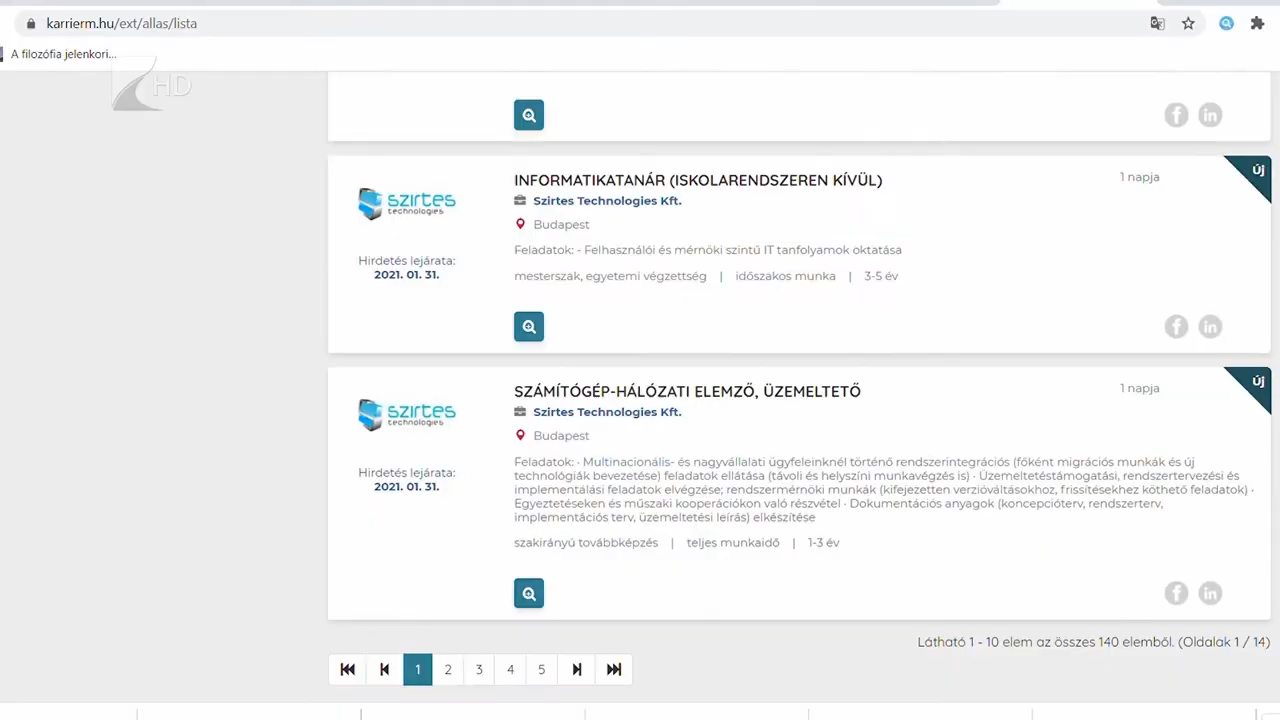 karrierm.hu/ext/allas/lista
A filozófia jelenkori...
HD
INFORMATIKATANÁR (ISKOLARENDSZEREN KÍVÜL)
1 napja
Új
szirtes
technologies
Szirtes Technologies Kft.
Budapest
Feladatok: - Felhasználói és mérnöki szintű IT tanfolyamok oktatása
Hirdetés lejárata:
2021. 01. 31.
mesterszak, egyetemi végzettség | időszakos munka | 3-5 év
SZÁMÍTÓGÉP-HÁLÓZATI ELEMZŐ, ÜZEMELTETŐ
1 napja
Új
szirtes
technologies
Szirtes Technologies Kft.
Budapest
Hirdetés lejárata:
2021. 01. 31.
Feladatok: · Multinacionális- és nagyvállalati ügyfeleinknél történő rendszerintegrációs (főként migrációs munkák és új
technológiák bevezetése) feladatok ellátása (távoli és helyszíni munkavégzés is) · Üzemeltetéstámogatási, rendszertervezési és
implementálási feladatok elvégzése; rendszermérnöki munkák (kifejezetten verzióváltásokhoz, frissítésekhez köthető feladatok) ·
Egyeztetéseken és műszaki kooperációkon való részvétel · Dokumentációs anyagok (koncepcióterv, rendszerterv,
implementációs terv, üzemeltetési leírás) elkészítése
szakirányú továbbképzés | teljes munkaidő | 1-3 év
Látható 1 - 10 elem az összes 140 elemből. (Oldalak 1 / 14)
1 2 3 4 5